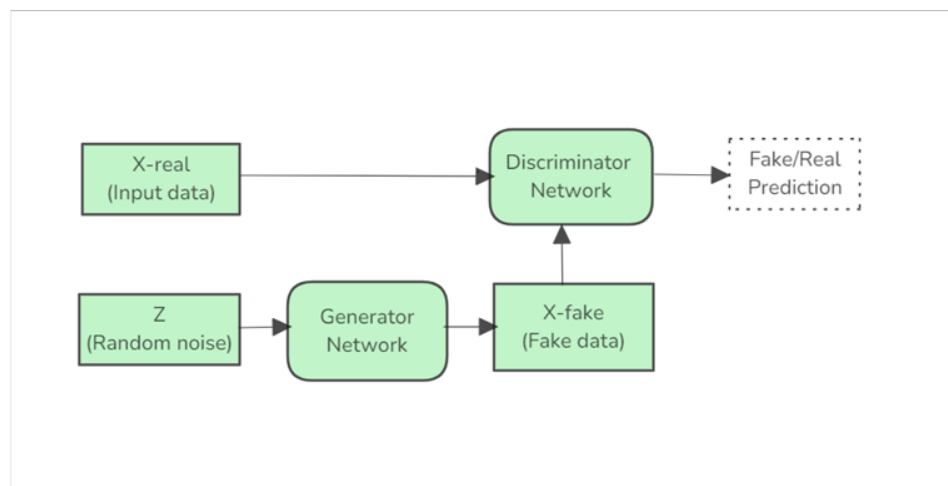 X-real
(Input data)
Discriminator
Network
Fake/Real
Prediction
Z
(Random noise)
Generator
Network
X-fake
(Fake data)